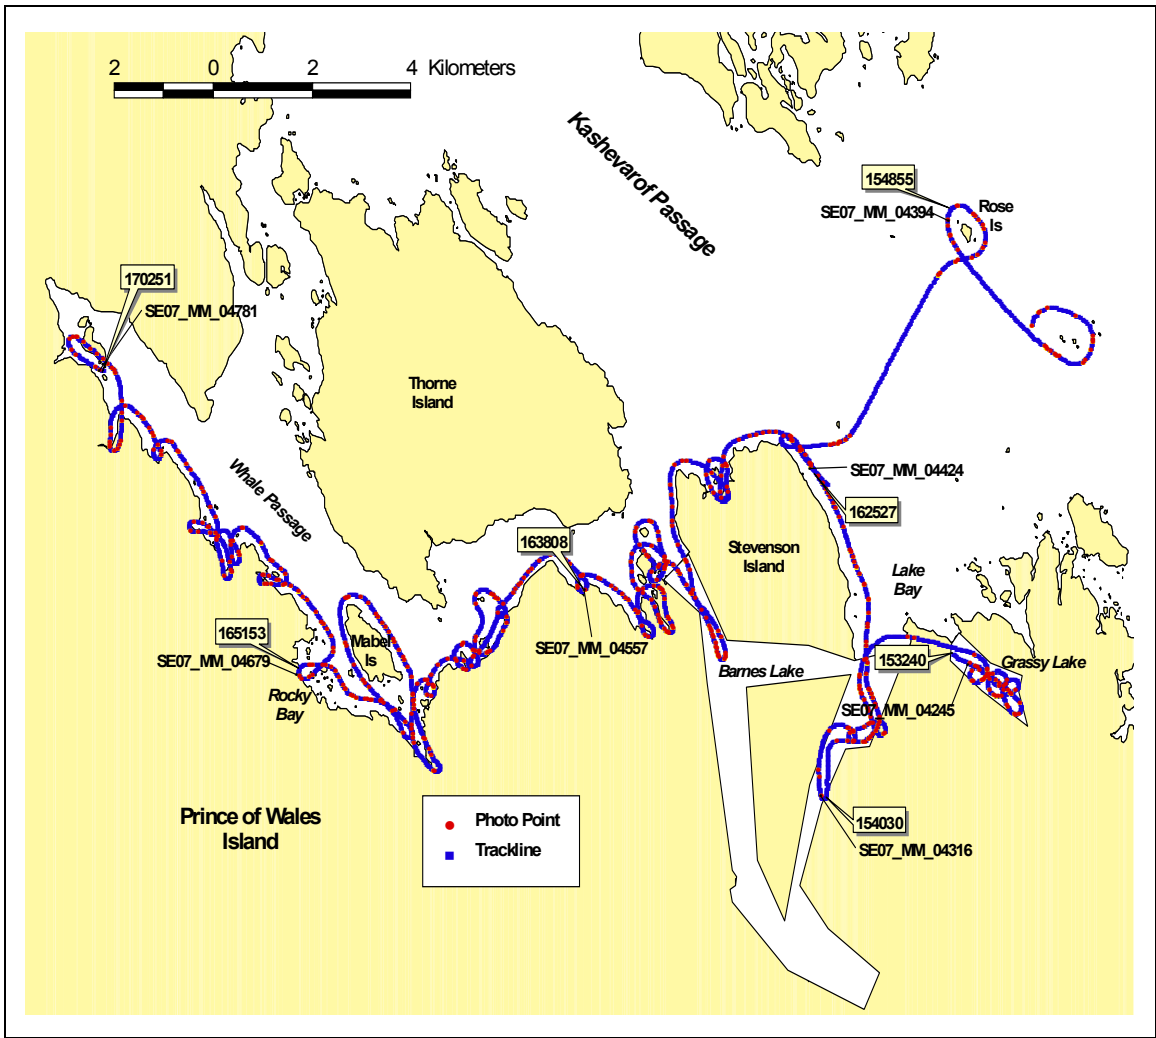 2 0 2 4 Kilometers
Kashevarof Passage
154855
SE07_MM_04394
Rose
Is
170251
SE07_MM_04781
Thorne
Island
Whale Passage
SE07_MM_04424
162527
163808
Stevenson
Island
Lake
Bay
165153
SE07_MM_04679
Mabel
Is
SE07_MM_04557
Barnes Lake
153240
Grassy Lake
Rocky
Bay
SE07_MM_04245
Prince of Wales
Island
Photo Point
Trackline
154030
SE07_MM_04316